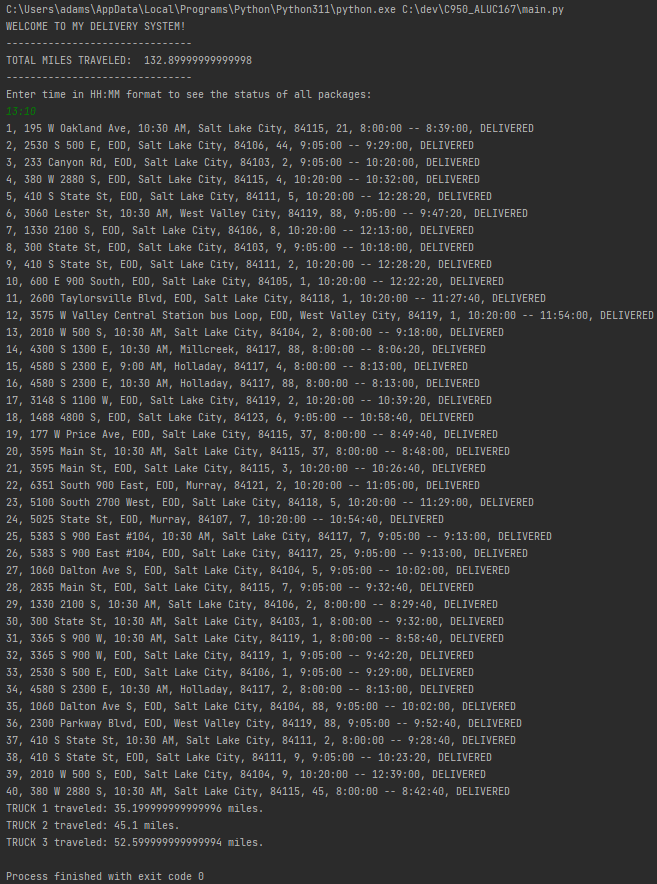 C:\Users\adams\AppData\Local\Programs\Python\Python311\python.exe C:\dev\C950_ALUC167\main.py
WELCOME TO MY DELIVERY SYSTEM!
-------------------------------
TOTAL MILES TRAVELED:  132.89999999999998
-------------------------------
Enter time in HH:MM format to see the status of all packages:
13:10
1, 195 W Oakland Ave, 10:30 AM, Salt Lake City, 84115, 21, 8:00:00 -- 8:39:00, DELIVERED
2, 2530 S 500 E, EOD, Salt Lake City, 84106, 44, 9:05:00 -- 9:29:00, DELIVERED
3, 233 Canyon Rd, EOD, Salt Lake City, 84103, 2, 9:05:00 -- 10:20:00, DELIVERED
4, 380 W 2880 S, EOD, Salt Lake City, 84115, 4, 10:20:00 -- 10:32:00, DELIVERED
5, 410 S State St, EOD, Salt Lake City, 84111, 5, 10:20:00 -- 12:28:20, DELIVERED
6, 3060 Lester St, 10:30 AM, West Valley City, 84119, 88, 9:05:00 -- 9:47:20, DELIVERED
7, 1330 2100 S, EOD, Salt Lake City, 84106, 8, 10:20:00 -- 12:13:00, DELIVERED
8, 300 State St, EOD, Salt Lake City, 84103, 9, 9:05:00 -- 10:18:00, DELIVERED
9, 410 S State St, EOD, Salt Lake City, 84111, 2, 10:20:00 -- 12:28:20, DELIVERED
10, 600 E 900 South, EOD, Salt Lake City, 84105, 1, 10:20:00 -- 12:22:20, DELIVERED
11, 2600 Taylorsville Blvd, EOD, Salt Lake City, 84118, 1, 10:20:00 -- 11:27:40, DELIVERED
12, 3575 W Valley Central Station bus Loop, EOD, West Valley City, 84119, 1, 10:20:00 -- 11:54:00, DELIVERED
13, 2010 W 500 S, 10:30 AM, Salt Lake City, 84104, 2, 8:00:00 -- 9:18:00, DELIVERED
14, 4300 S 1300 E, 10:30 AM, Millcreek, 84117, 88, 8:00:00 -- 8:06:20, DELIVERED
15, 4580 S 2300 E, 9:00 AM, Holladay, 84117, 4, 8:00:00 -- 8:13:00, DELIVERED
16, 4580 S 2300 E, 10:30 AM, Holladay, 84117, 88, 8:00:00 -- 8:13:00, DELIVERED
17, 3148 S 1100 W, EOD, Salt Lake City, 84119, 2, 10:20:00 -- 10:39:20, DELIVERED
18, 1488 4800 S, EOD, Salt Lake City, 84123, 6, 9:05:00 -- 10:58:40, DELIVERED
19, 177 W Price Ave, EOD, Salt Lake City, 84115, 37, 8:00:00 -- 8:49:40, DELIVERED
20, 3595 Main St, 10:30 AM, Salt Lake City, 84115, 37, 8:00:00 -- 8:48:00, DELIVERED
21, 3595 Main St, EOD, Salt Lake City, 84115, 3, 10:20:00 -- 10:26:40, DELIVERED
22, 6351 South 900 East, EOD, Murray, 84121, 2, 10:20:00 -- 11:05:00, DELIVERED
23, 5100 South 2700 West, EOD, Salt Lake City, 84118, 5, 10:20:00 -- 11:29:00, DELIVERED
24, 5025 State St, EOD, Murray, 84107, 7, 10:20:00 -- 10:54:40, DELIVERED
25, 5383 S 900 East #104, 10:30 AM, Salt Lake City, 84117, 7, 9:05:00 -- 9:13:00, DELIVERED
26, 5383 S 900 East #104, EOD, Salt Lake City, 84117, 25, 9:05:00 -- 9:13:00, DELIVERED
27, 1060 Dalton Ave S, EOD, Salt Lake City, 84104, 5, 9:05:00 -- 10:02:00, DELIVERED
28, 2835 Main St, EOD, Salt Lake City, 84115, 7, 9:05:00 -- 9:32:40, DELIVERED
29, 1330 2100 S, 10:30 AM, Salt Lake City, 84106, 2, 8:00:00 -- 8:29:40, DELIVERED
30, 300 State St, 10:30 AM, Salt Lake City, 84103, 1, 8:00:00 -- 9:32:00, DELIVERED
31, 3365 S 900 W, 10:30 AM, Salt Lake City, 84119, 1, 8:00:00 -- 8:58:40, DELIVERED
32, 3365 S 900 W, EOD, Salt Lake City, 84119, 1, 9:05:00 -- 9:42:20, DELIVERED
33, 2530 S 500 E, EOD, Salt Lake City, 84106, 1, 9:05:00 -- 9:29:00, DELIVERED
34, 4580 S 2300 E, 10:30 AM, Holladay, 84117, 2, 8:00:00 -- 8:13:00, DELIVERED
35, 1060 Dalton Ave S, EOD, Salt Lake City, 84104, 88, 9:05:00 -- 10:02:00, DELIVERED
36, 2300 Parkway Blvd, EOD, West Valley City, 84119, 88, 9:05:00 -- 9:52:40, DELIVERED
37, 410 S State St, 10:30 AM, Salt Lake City, 84111, 2, 8:00:00 -- 9:28:40, DELIVERED
38, 410 S State St, EOD, Salt Lake City, 84111, 9, 9:05:00 -- 10:23:20, DELIVERED
39, 2010 W 500 S, EOD, Salt Lake City, 84104, 9, 10:20:00 -- 12:39:00, DELIVERED
40, 380 W 2880 S, 10:30 AM, Salt Lake City, 84115, 45, 8:00:00 -- 8:42:40, DELIVERED
TRUCK 1 traveled: 35.199999999999996 miles.
TRUCK 2 traveled: 45.1 miles.
TRUCK 3 traveled: 52.599999999999994 miles.
Process finished with exit code 0